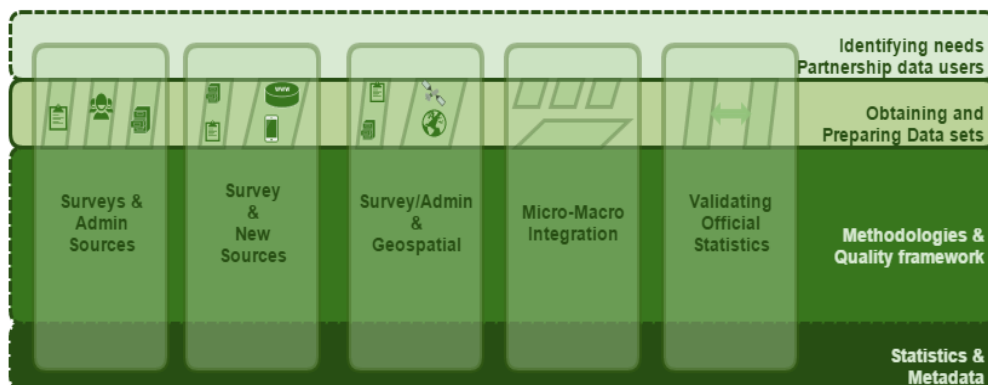 Identifying needs
Partnership data users
www
Obtaining and
Preparing Data sets
Surveys &
Admin
Sources
Survey
&
New
Sources
Survey/Admin
&
Geospatial
Micro-Macro
Integration
Validating
Official
Statistics
Methodologies &
Quality framework
Statistics &
Metadata